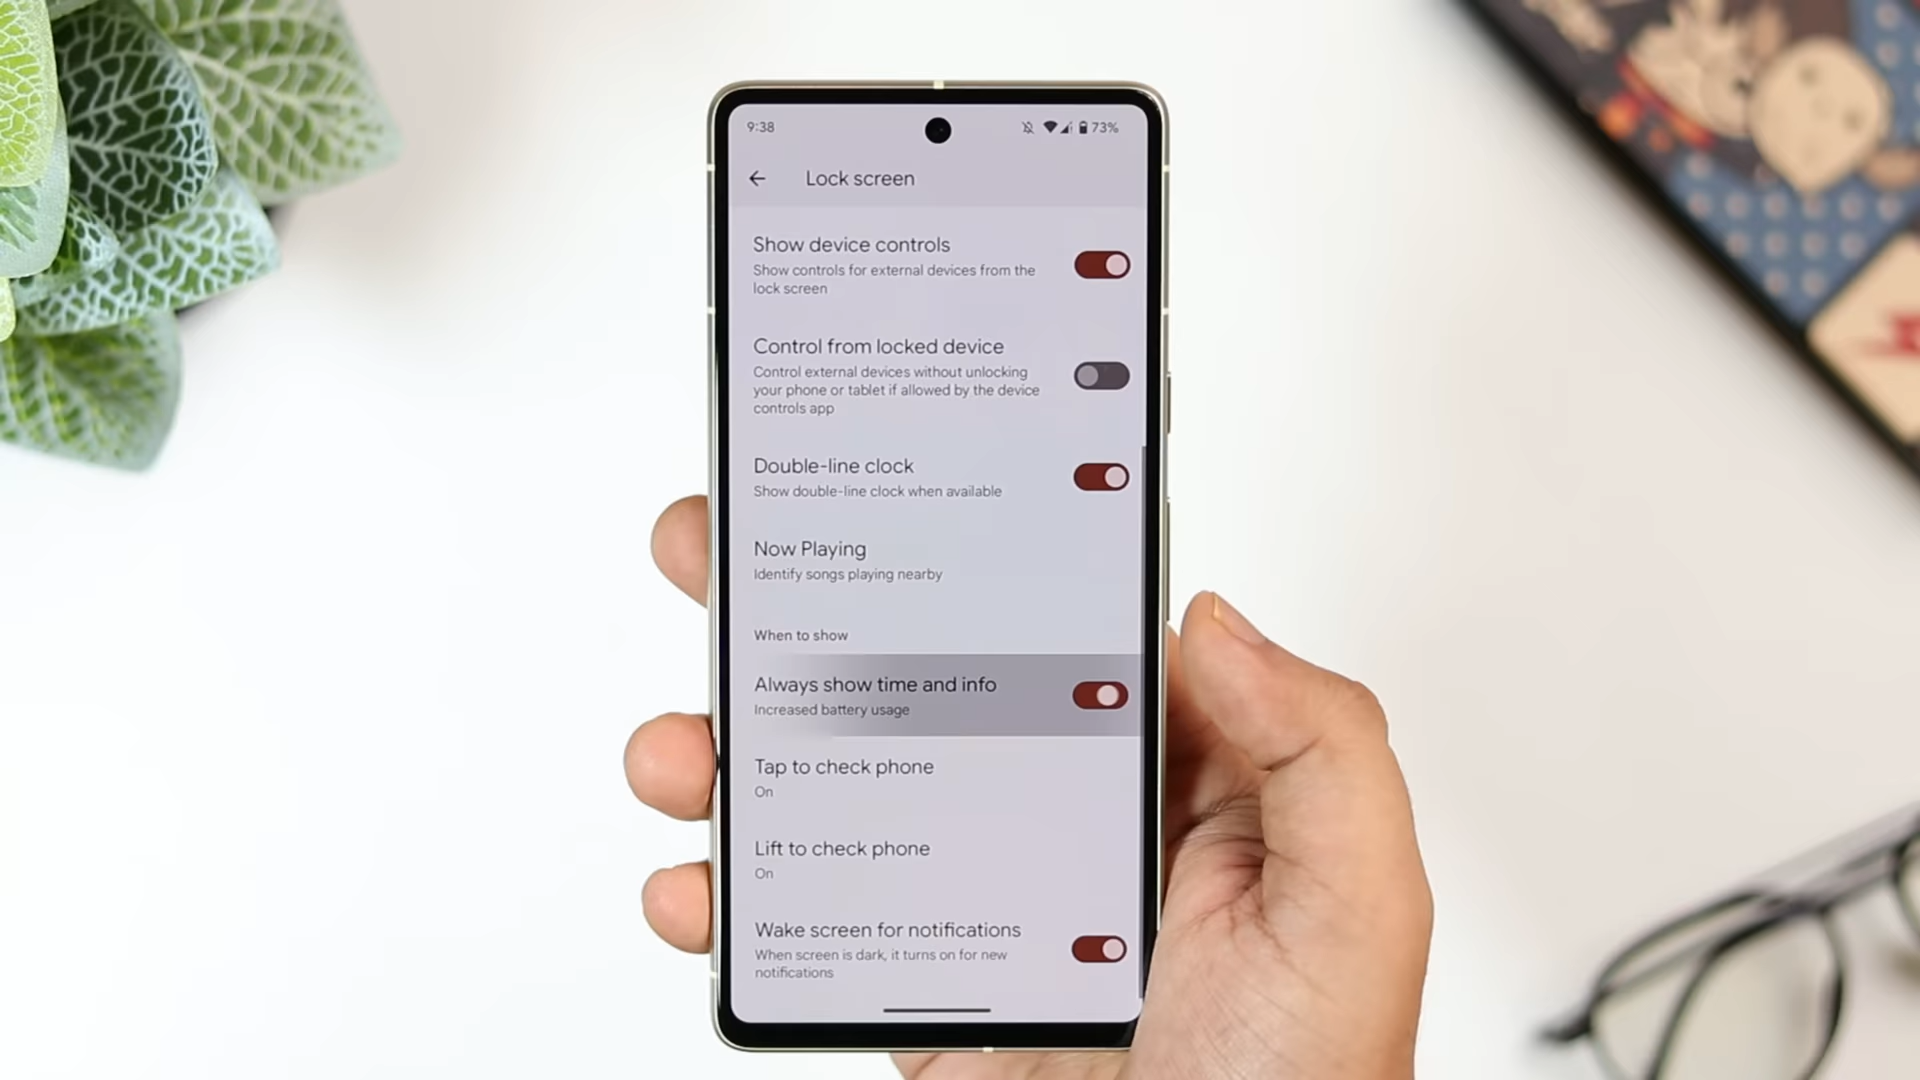 9:38
73%
Lock screen
Show device controls
Show controls for external devices from the
lock screen
Control from locked device
Control external devices without unlocking
your phone or tablet if allowed by the device
controls app
Double-line clock
Show double-line clock when available
Now Playing
Identify songs playing nearby
When to show
Always show time and info
Increased battery usage
Tap to check phone
On
Lift to check phone
On
Wake screen for notifications
When screen is dark, it turns on for new
notifications